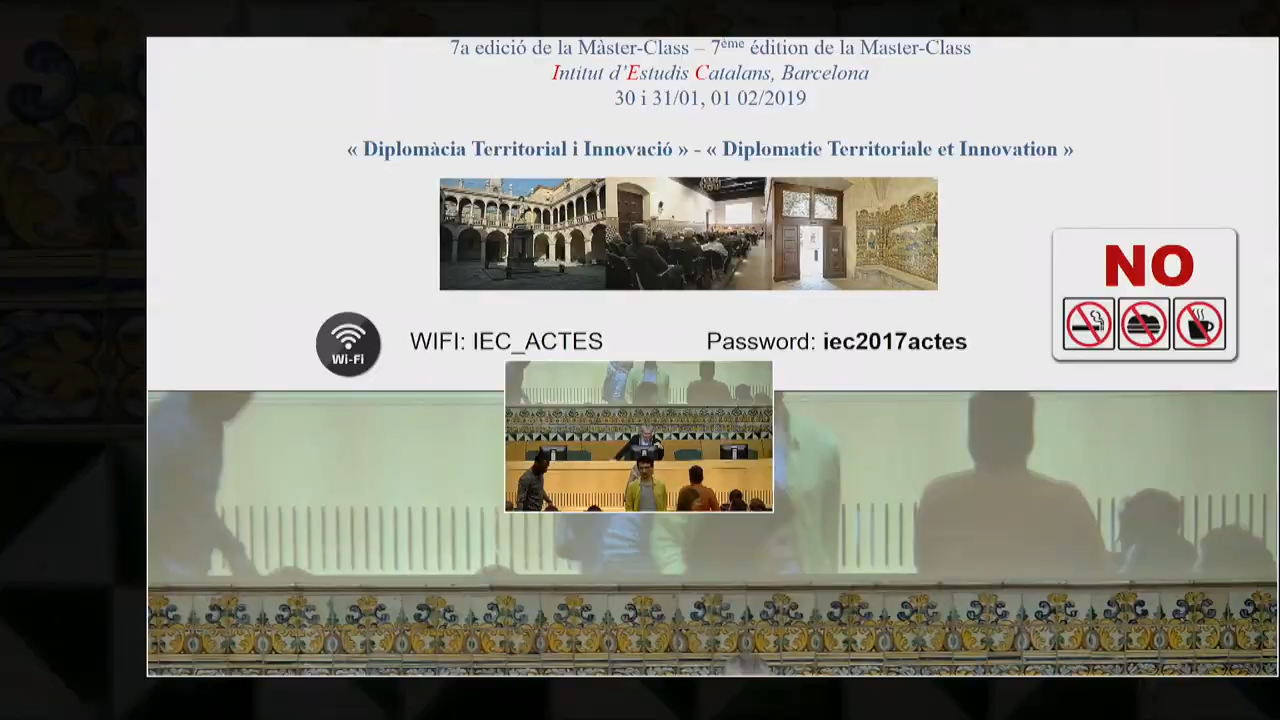 7a edició de la Màster-Class – 7ème édition de la Master-Class
Intitut d'Estudis Catalans, Barcelona
30 i 31/01, 01 02/2019
« Diplomàcia Territorial i Innovació » - « Diplomatie Territoriale et Innovation »
NO
Wi-Fi
WIFI: IEC_ACTES
Password: iec2017actes